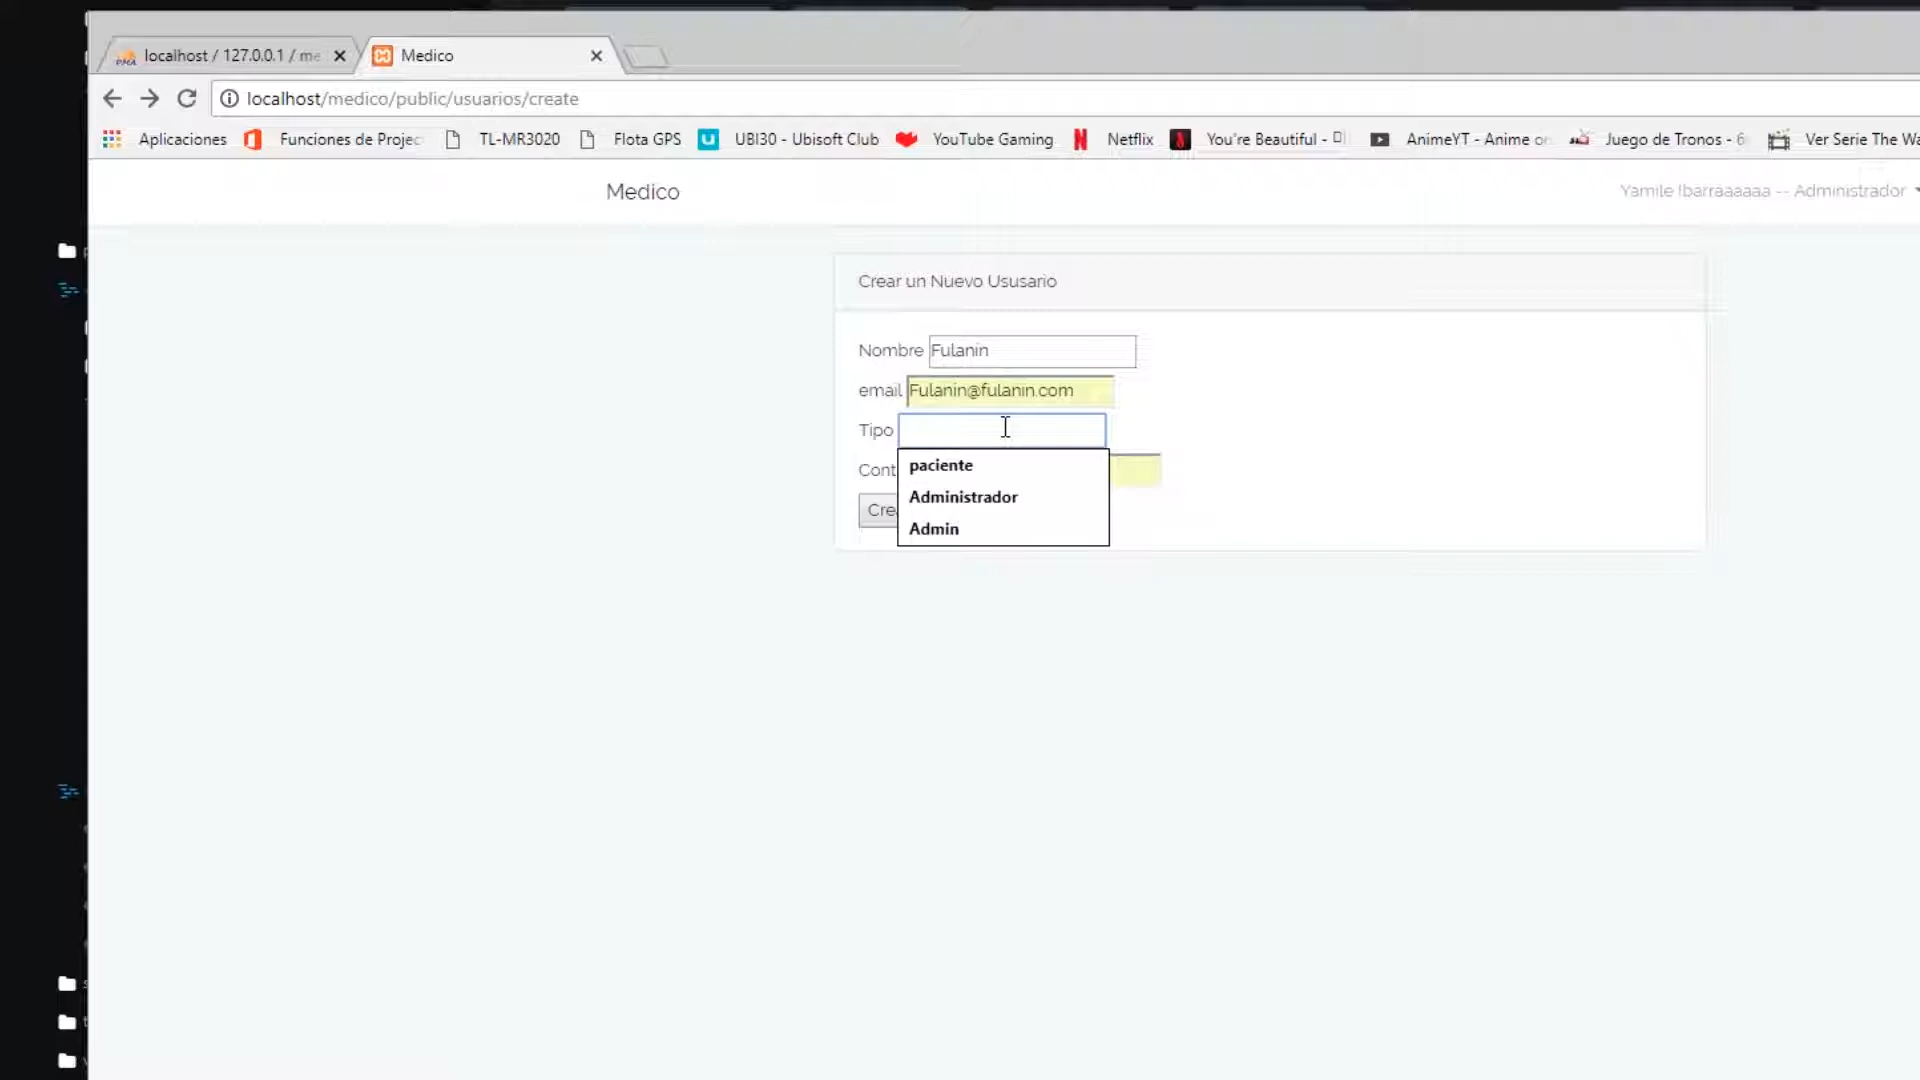 localhost / 127.0.0.1 / me
Medico
localhost/medico/public/usuarios/create
Aplicaciones Funciones de Projec TL-MR3020 Flota GPS UBI30 - Ubisoft Club YouTube Gaming Netflix You're Beautiful - AnimeYT - Anime on Juego de Tronos - 6 Ver Serie The Wa
Medico
Yamile Ibarraaaaaa -- Administrador
Crear un Nuevo Ususario
Nombre Fulanin
email Fulanin@fulanin.com
Tipo
paciente
Cont
Administrador
Cre
Admin